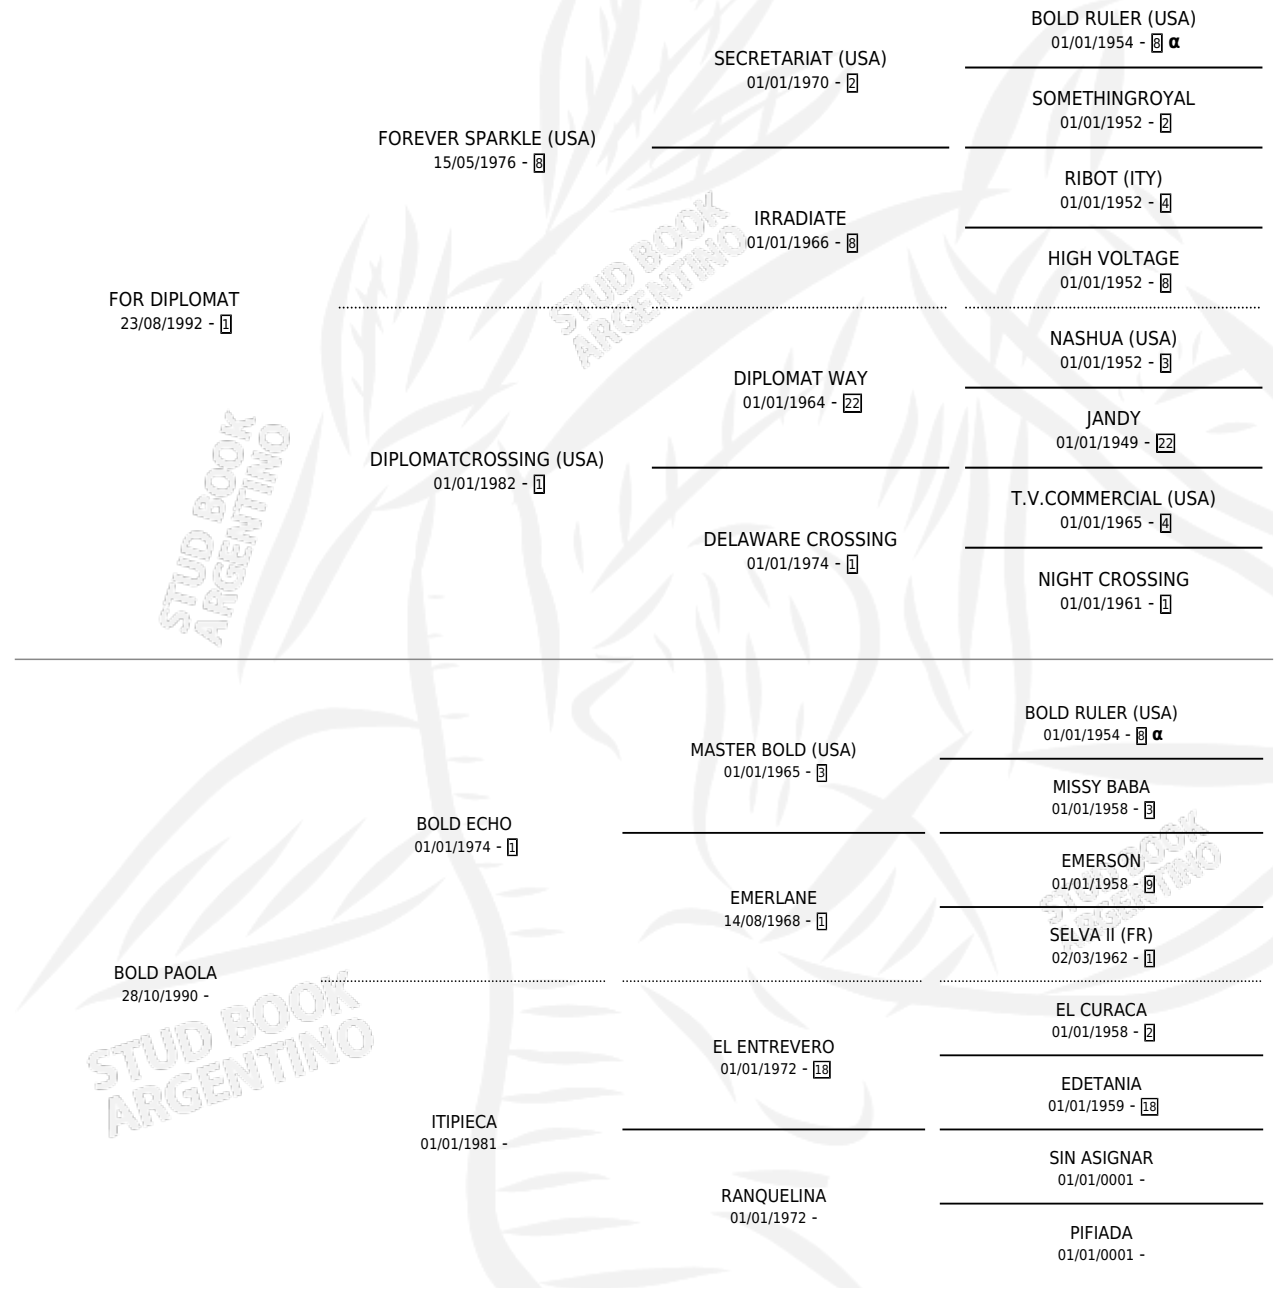 BOLD RULER (USA)
01/01/1954 - 8 α
SECRETARIAT (USA)
01/01/1970 - 2
SOMETHINGROYAL
01/01/1952 - 2
FOREVER SPARKLE (USA)
15/05/1976 - 8
RIBOT (ITY)
01/01/1952 - 4
IRRADIATE
01/01/1966 - 8
HIGH VOLTAGE
01/01/1952 - 8
FOR DIPLOMAT
23/08/1992 - 1
NASHUA (USA)
01/01/1952 - 3
DIPLOMAT WAY
01/01/1964 - 22
JANDY
01/01/1949 - 22
DIPLOMATCROSSING (USA)
01/01/1982 - 1
T.V.COMMERCIAL (USA)
01/01/1965 - 4
DELAWARE CROSSING
01/01/1974 - 1
NIGHT CROSSING
01/01/1961 - 1
BOLD RULER (USA)
01/01/1954 - 8 α
MASTER BOLD (USA)
01/01/1965 - 3
MISSY BABA
01/01/1958 - 3
BOLD ECHO
01/01/1974 - 1
EMERSON
01/01/1958 - 9
EMERLANE
14/08/1968 - 1
SELVA II (FR)
02/03/1962 - 1
BOLD PAOLA
28/10/1990 -
EL CURACA
01/01/1958 - 2
EL ENTREVERO
01/01/1972 - 18
EDETANIA
01/01/1959 - 18
ITIPIECA
01/01/1981 -
SIN ASIGNAR
01/01/0001 -
RANQUELINA
01/01/1972 -
PIFIADA
01/01/0001 -
STUD BOOK
ARGENTINO
STUD BOOK
ARGENTINO
STUD BOOK
ARGENTINO
STUD BOOK
ARGENTINO